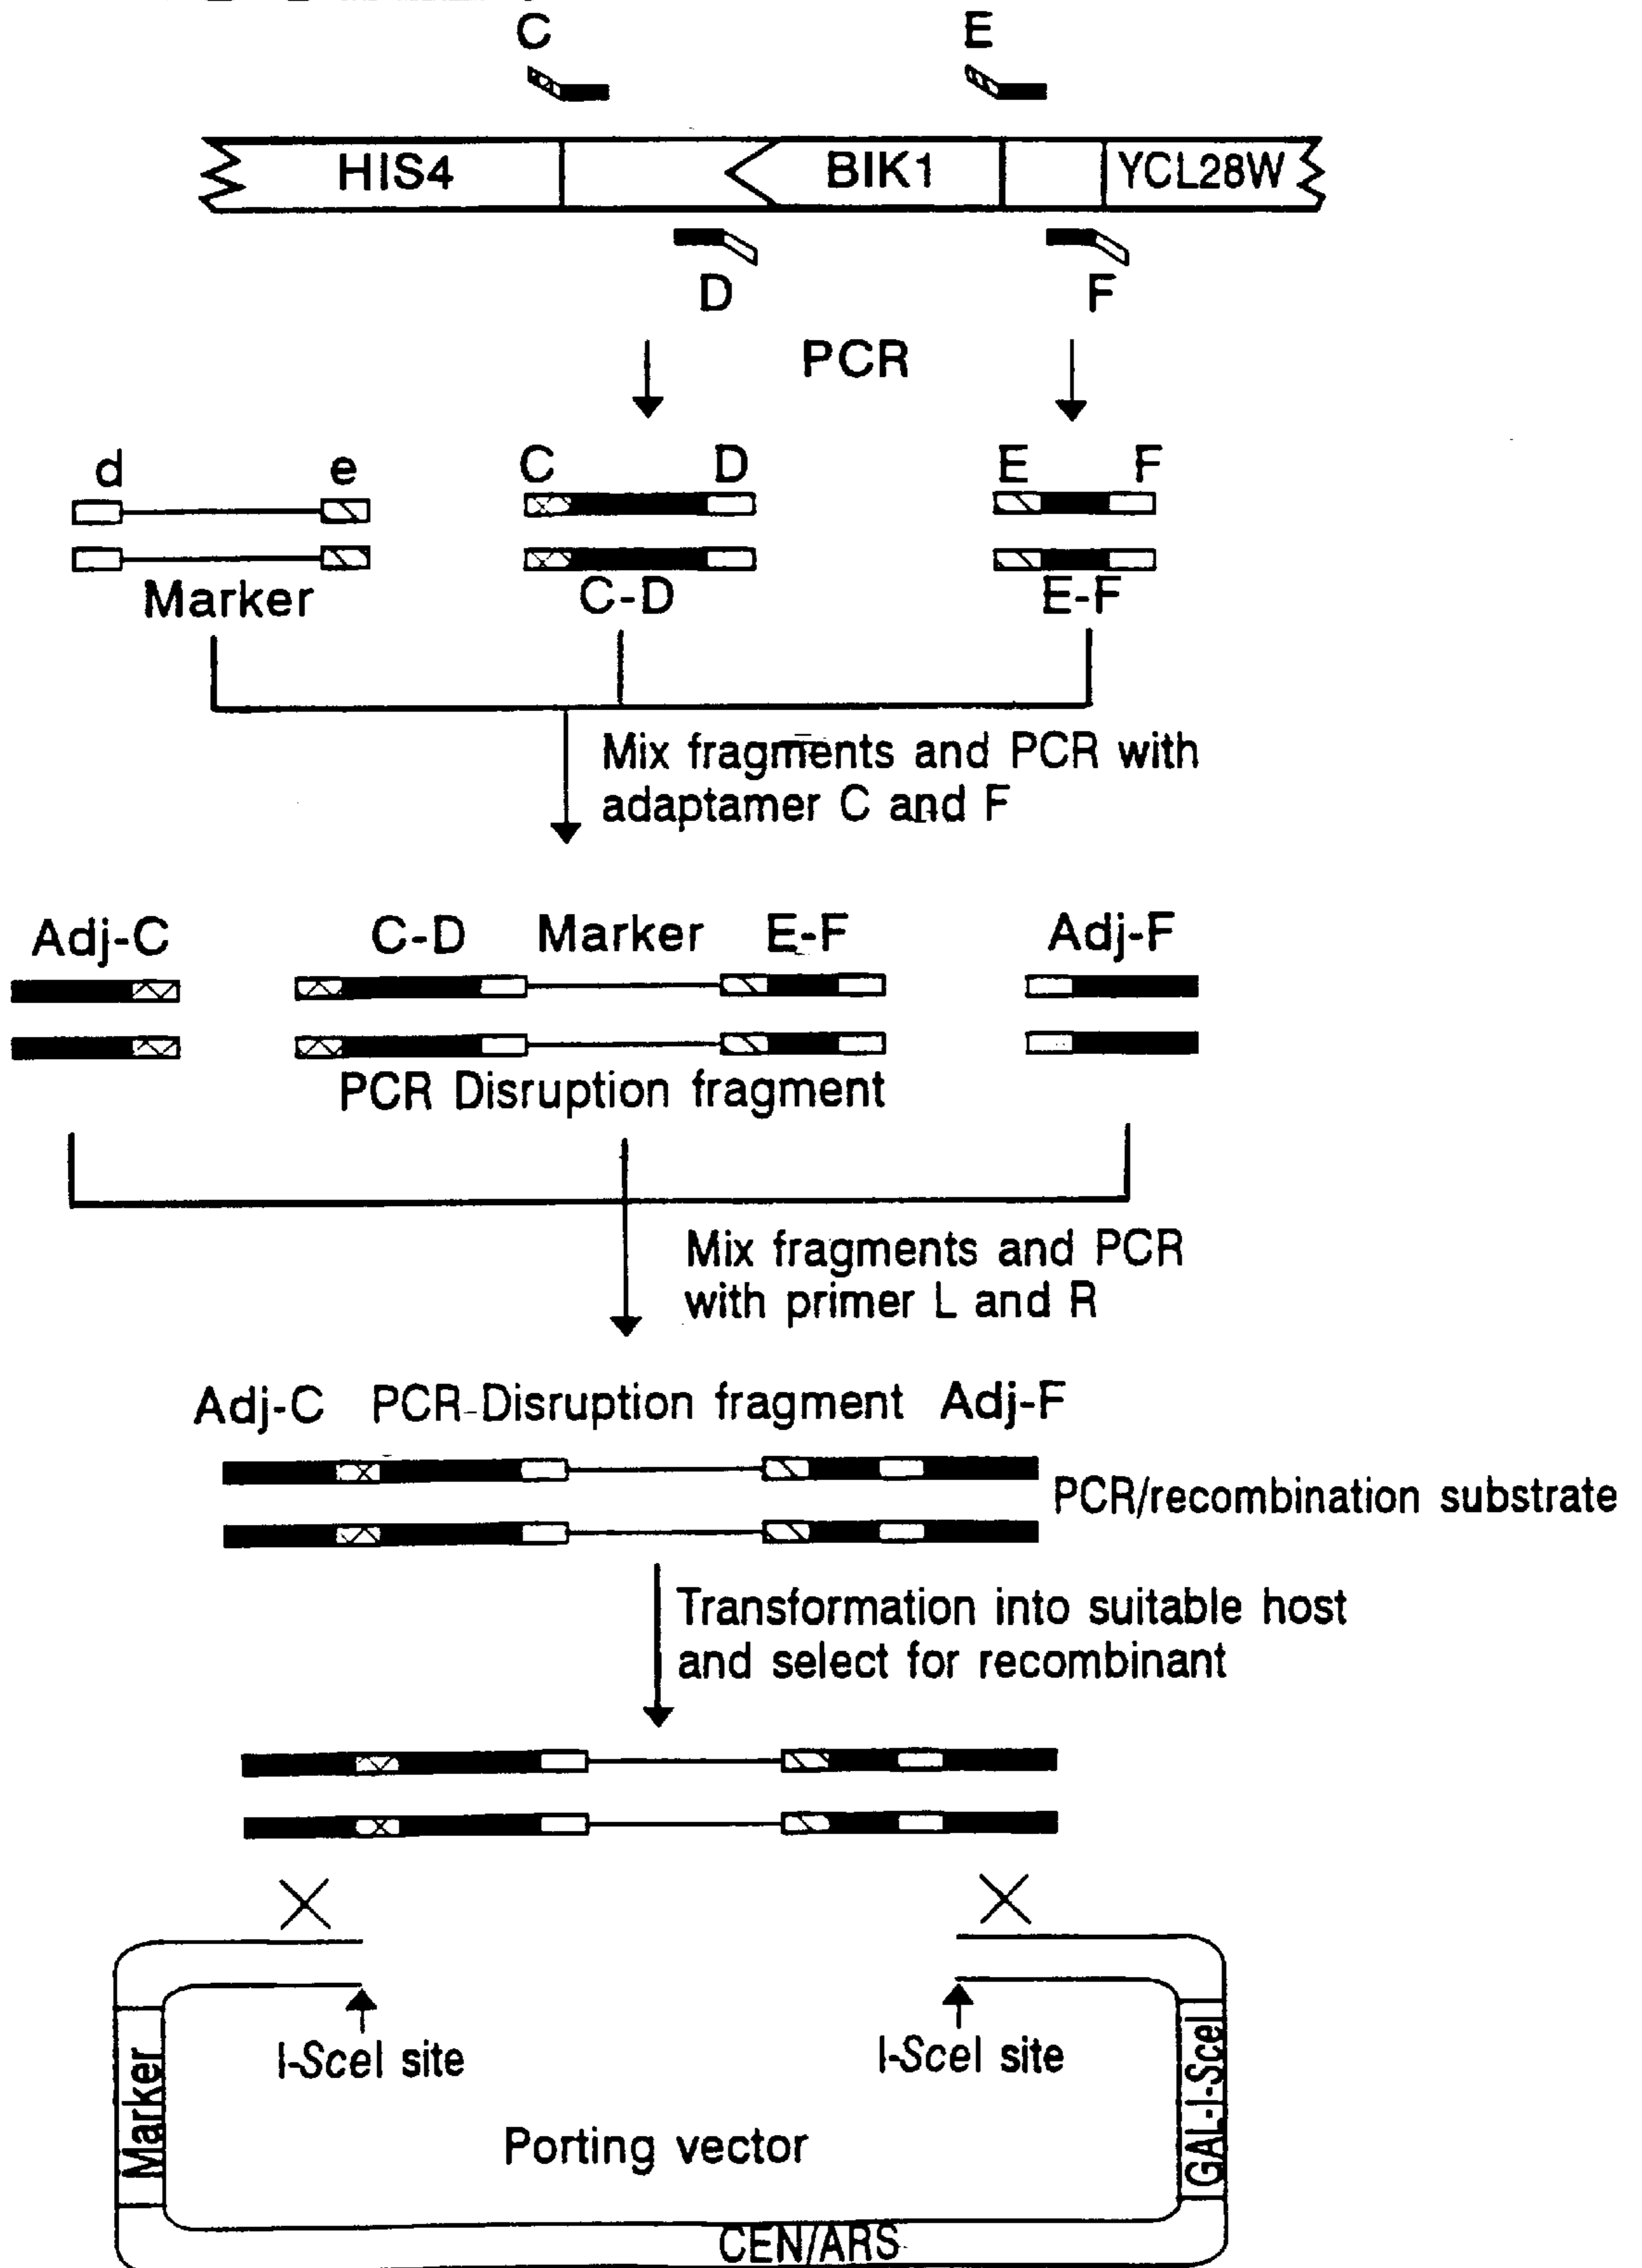 C E
HIS4 BIK1 YCL28W
D F
PCR
d e C D E F
Marker C-D E-F
Mix fragments and PCR with
adaptamer C and F
Adj-C C-D Marker E-F Adj-F
PCR Disruption fragment
Mix fragments and PCR
with primer L and R
Adj-C PCR-Disruption fragment Adj-F
PCR/recombination substrate
Transformation into suitable host
and select for recombinant
I-SceI site I-SceI site
Marker GAL-I-SceI
Porting vector
CEN/ARS